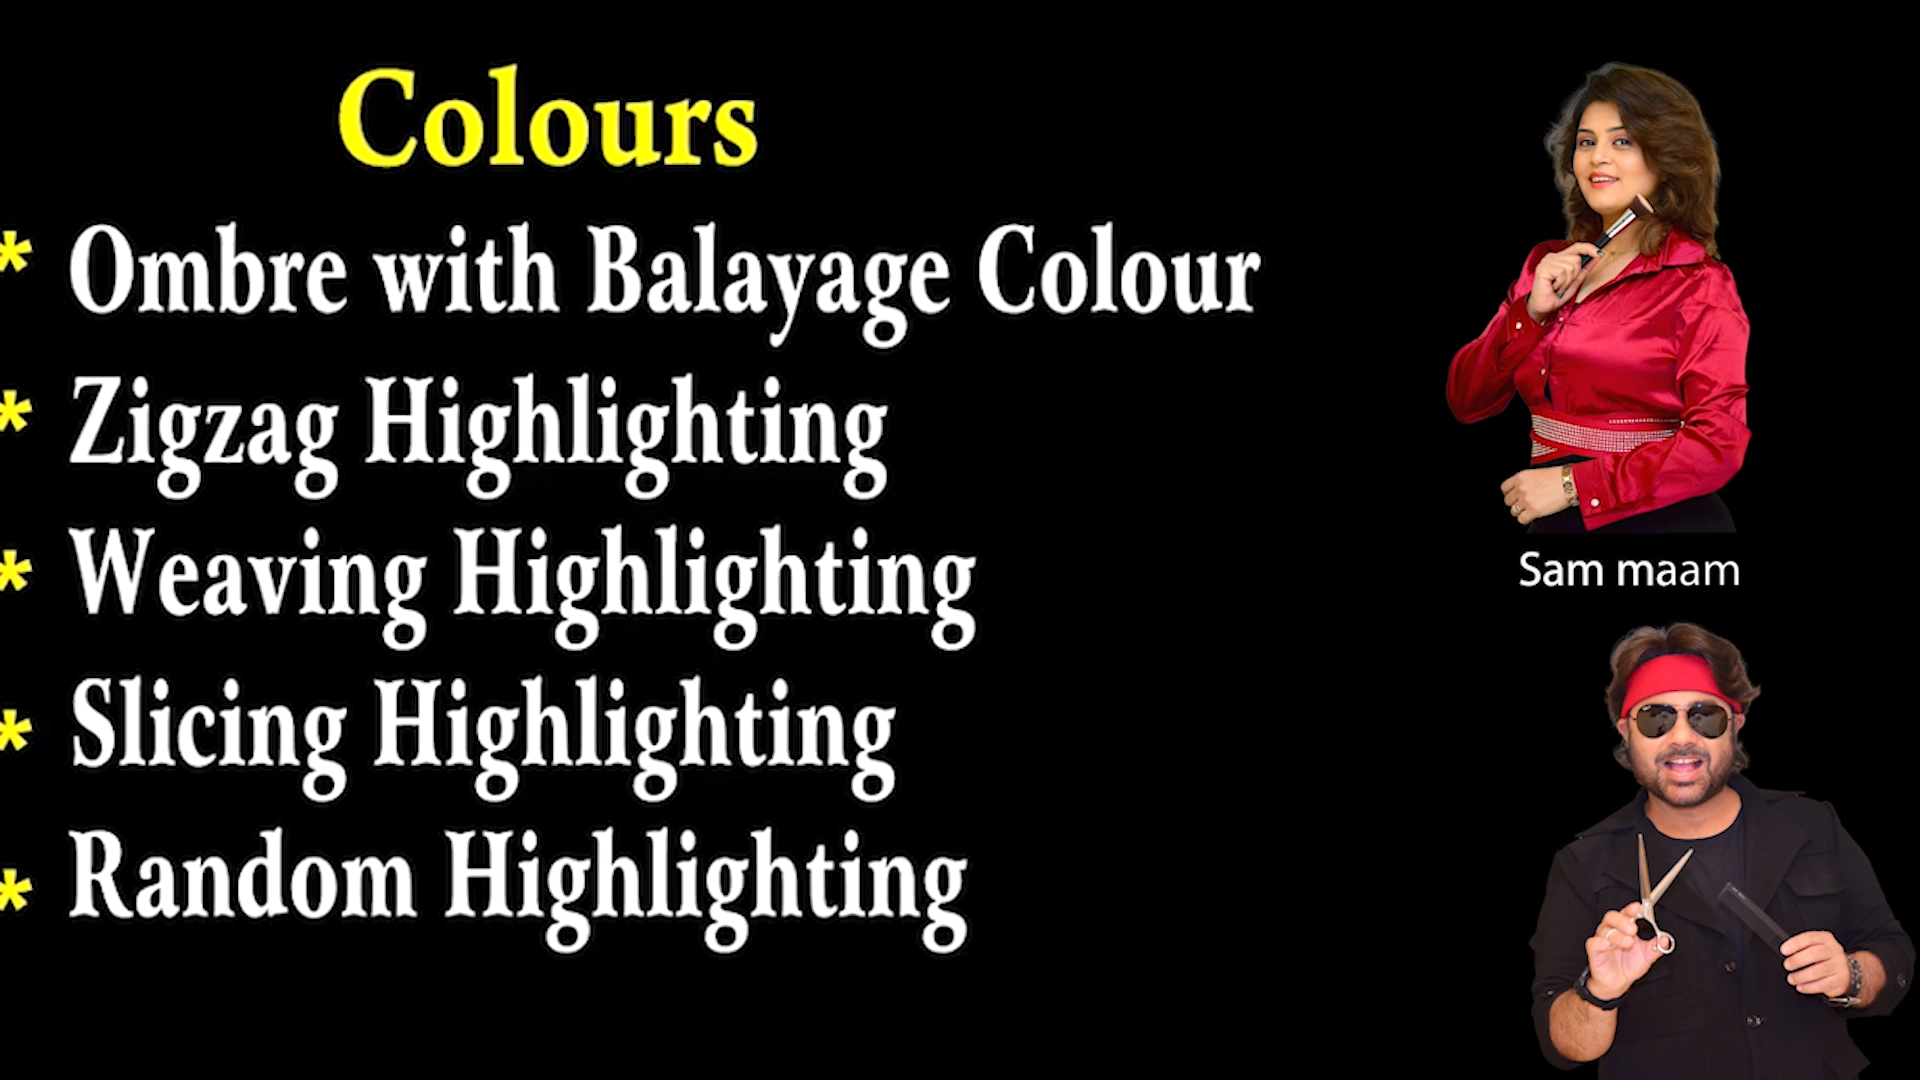 Colours
* Ombre with Balayage Colour
* Zigzag Highlighting
* Weaving Highlighting
* Slicing Highlighting
* Random Highlighting
Sam maam